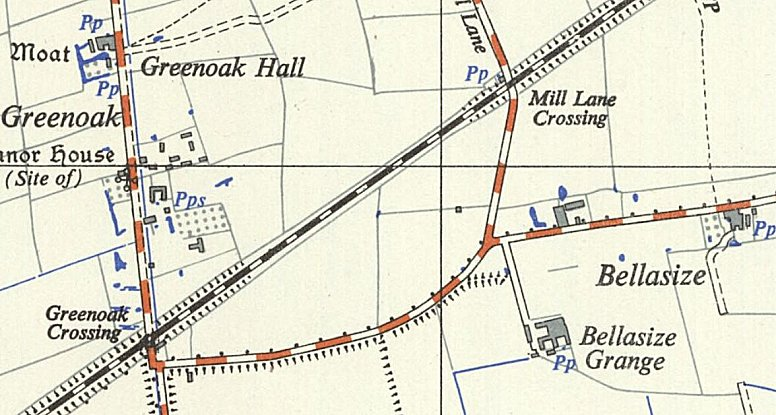 Pp
Lane
Moat
Greenoak Hall
Pp
Pp
Mill Lane
Crossing
Greenoak
anor House
(Site of)
Pps
Pp
Bellasize
Greenoak
Crossing
Bellasize
Grange
Pp